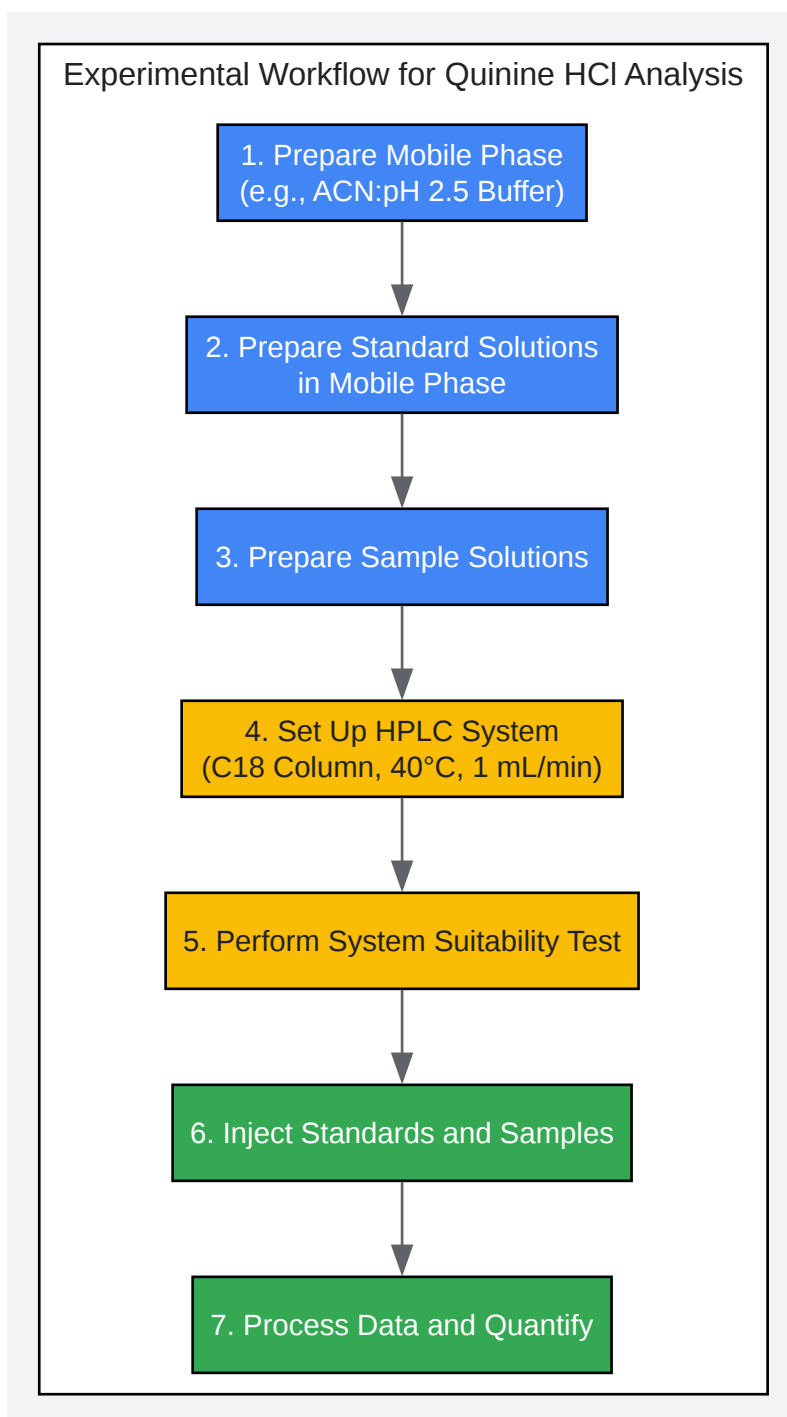 Experimental Workflow for Quinine HCl Analysis
1. Prepare Mobile Phase
(e.g., ACN:pH 2.5 Buffer)
2. Prepare Standard Solutions
in Mobile Phase
3. Prepare Sample Solutions
4. Set Up HPLC System
(C18 Column, 40°C, 1 mL/min)
5. Perform System Suitability Test
6. Inject Standards and Samples
7. Process Data and Quantify